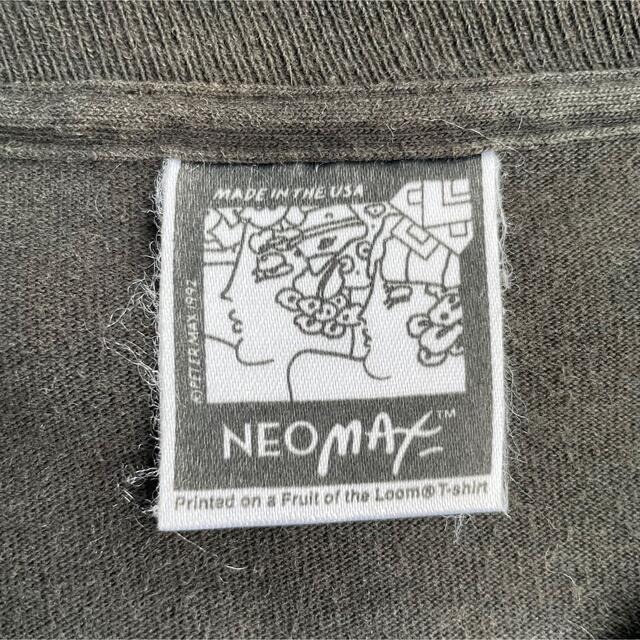 MADE IN THE USA
©PETER MAX 1992
NEOMAX™
Printed on a Fruit of the Loom® T-shirt